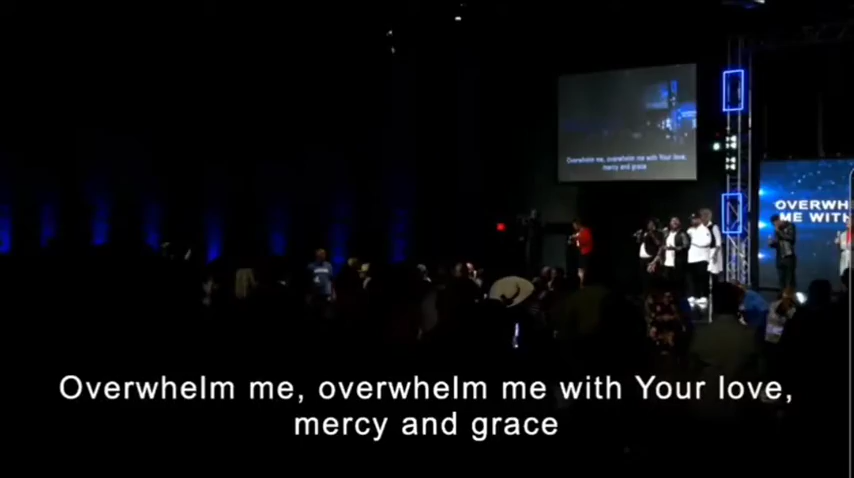 Overwhelm me, overwhelm me with Your love,
mercy and grace
OVERWH
ME WITH
Overwhelm me, overwhelm me with Your love,
mercy and grace